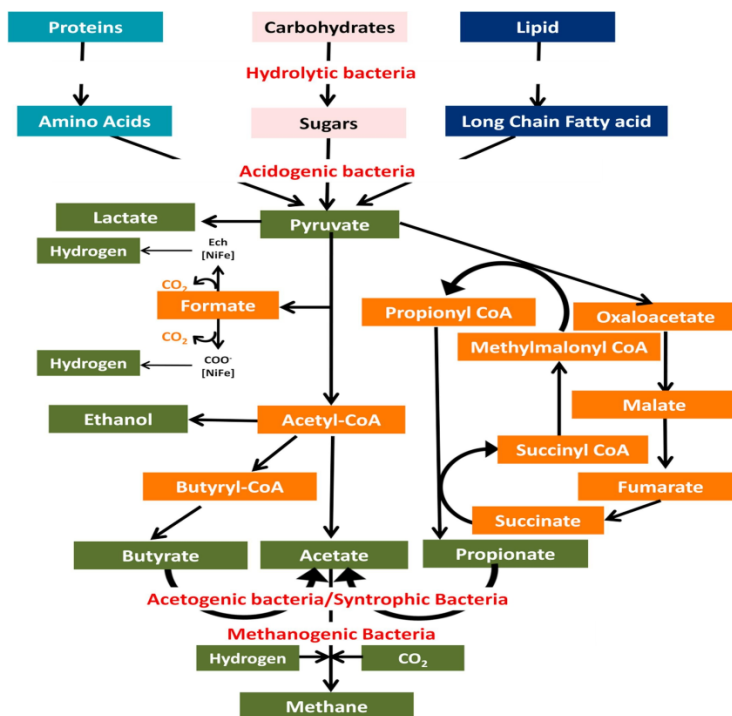 Proteins
Carbohydrates
Lipid
Hydrolytic bacteria
Amino Acids
Sugars
Long Chain Fatty acid
Acidogenic bacteria
Lactate
Pyruvate
Hydrogen
Ech
[NiFe]
CO2
Formate
Propionyl CoA
Oxaloacetate
CO2
Methylmalonyl CoA
Hydrogen
COO-
[NiFe]
Ethanol
Acetyl-CoA
Malate
Succinyl CoA
Butyryl-CoA
Fumarate
Succinate
Butyrate
Acetate
Propionate
Acetogenic bacteria/Syntrophic Bacteria
Methanogenic Bacteria
Hydrogen
CO2
Methane